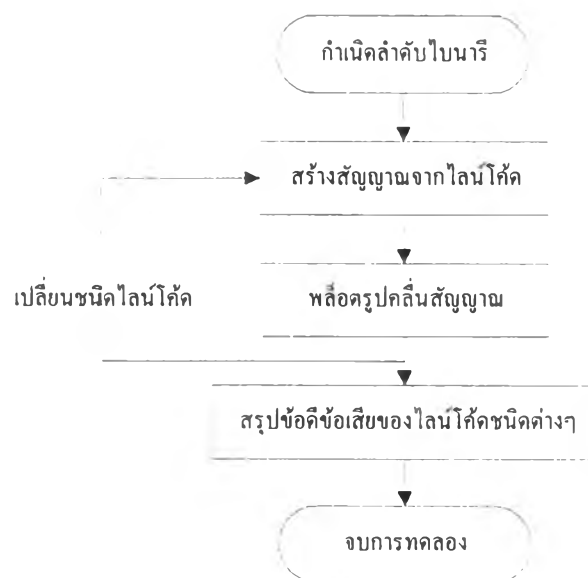 กำเนิดลำดับไบนารี
สร้างสัญญาณจากไลน์โค้ด
เปลี่ยนชนิดไลน์โค้ด
พล็อตรูปคลื่นสัญญาณ
สรุปข้อดีข้อเสียของไลน์โค้ดชนิดต่างๆ
จบการทดลอง